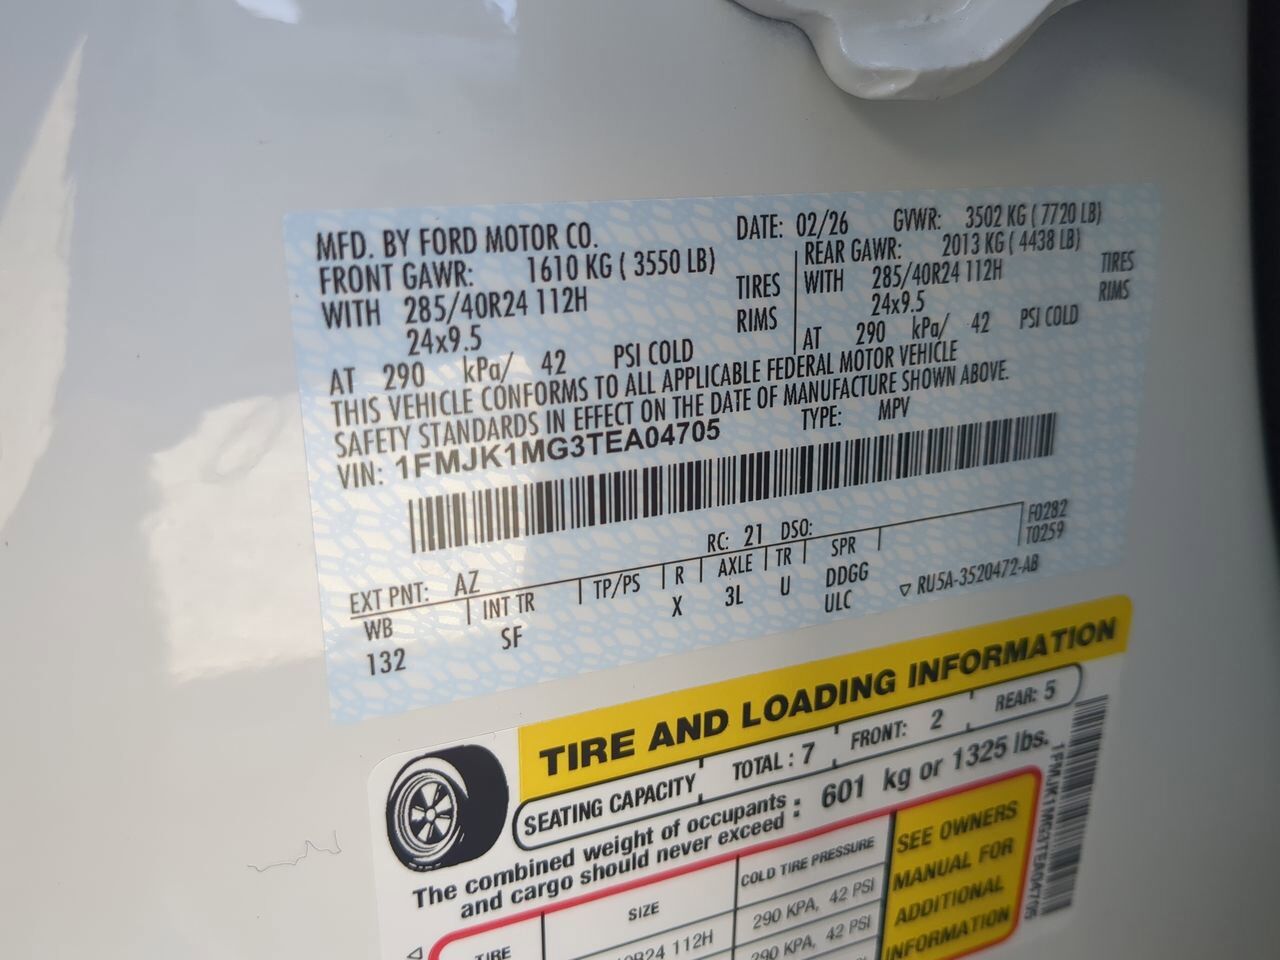 MFD. BY FORD MOTOR CO. DATE: 02/26 GVWR: 3502 KG ( 7720 LB)
FRONT GAWR: 1610 KG ( 3550 LB) REAR GAWR: 2013 KG ( 4438 LB)
WITH 285/40R24 112H TIRES WITH 285/40R24 112H TIRES
24x9.5 RIMS 24x9.5 RIMS
AT 290 kPa/ 42 PSI COLD AT 290 kPa/ 42 PSI COLD
THIS VEHICLE CONFORMS TO ALL APPLICABLE FEDERAL MOTOR VEHICLE
SAFETY STANDARDS IN EFFECT ON THE DATE OF MANUFACTURE SHOWN ABOVE.
VIN: 1FMJK1MG3TEA04705 TYPE: MPV
F0282
EXT PNT: AZ RC: 21 DSO: T0259
WB INT TR TP/PS R AXLE TR SPR
132 SF X 3L U DDGG
ULC
▽ RU5A-3520472-AB
TIRE AND LOADING INFORMATION
SEATING CAPACITY TOTAL : 7 FRONT: 2 REAR: 5
The combined weight of occupants
and cargo should never exceed : 601 kg or 1325 lbs.
1FMJK1MG3TEA04705
TIRE SIZE COLD TIRE PRESSURE
0R24 112H 290 KPA, 42 PSI
290 KPA, 42 PSI
SEE OWNERS
MANUAL FOR
ADDITIONAL
INFORMATION